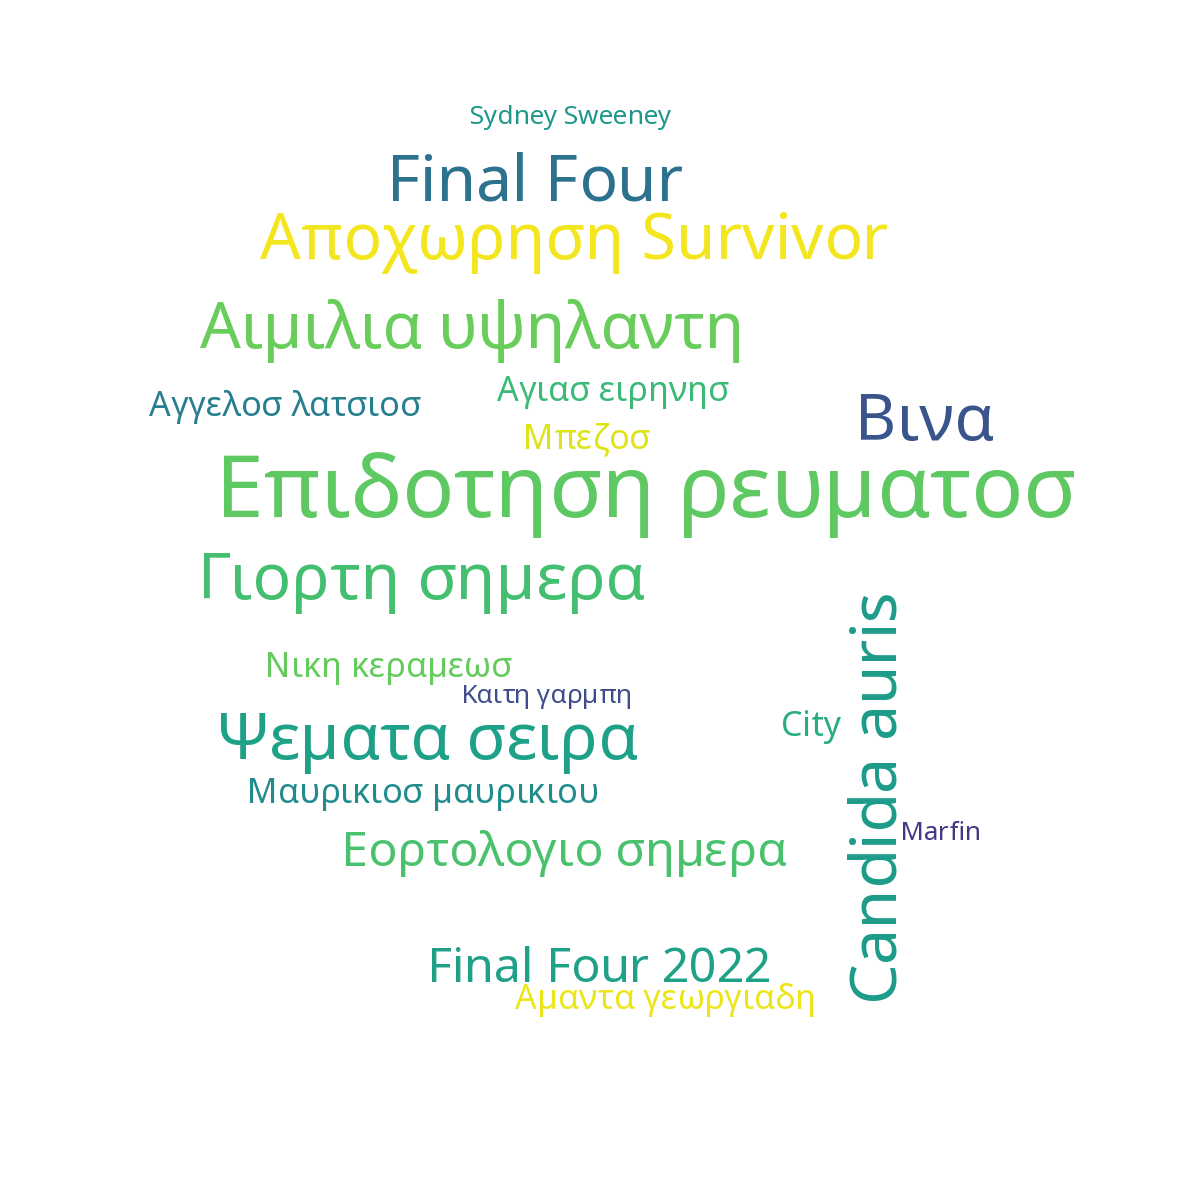 Sydney Sweeney
Final Four
Αποχωρηση Survivor
Αιμιλια υψηλαντη
Αγγελοσ λατσιοσ
Αγιασ ειρηνησ
Βινα
Μπεζοσ
Επιδοτηση ρευματοσ
Γιορτη σημερα
Candida auris
Νικη κεραμεωσ
Καιτη γαρμπη
Ψεματα σειρα
City
Μαυρικιοσ μαυρικιου
Marfin
Εορτολογιο σημερα
Final Four 2022
Αμαντα γεωργιαδη